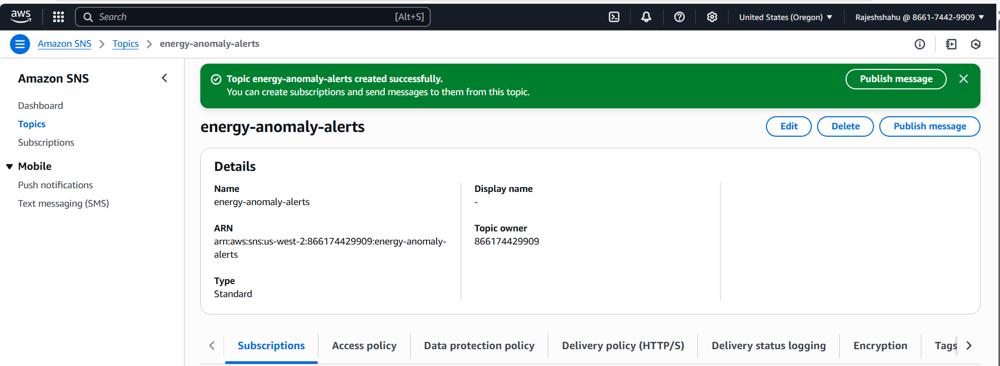 aws
Search
[Alt+S]
United States (Oregon)
Rajeshshahu @ 8661-7442-9909
Amazon SNS
Topics
energy-anomaly-alerts
Amazon SNS
Dashboard
Topics
Subscriptions
Mobile
Push notifications
Text messaging (SMS)
Topic energy-anomaly-alerts created successfully.
You can create subscriptions and send messages to them from this topic.
Publish message
energy-anomaly-alerts
Edit
Delete
Publish message
Details
Name
energy-anomaly-alerts
ARN
arn:aws:sns:us-west-2:866174429909:energy-anomaly-
alerts
Type
Standard
Display name
-
Topic owner
866174429909
Subscriptions
Access policy
Data protection policy
Delivery policy (HTTP/S)
Delivery status logging
Encryption
Tags